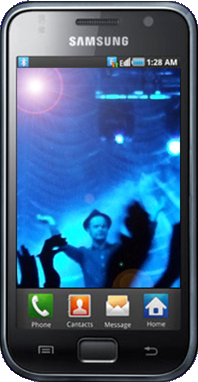 SAMSUNG
1:28 AM
Phone
Contacts
Message
Home